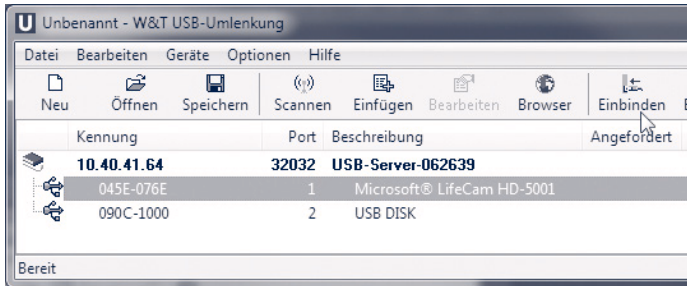 U Unbenannt - W&T USB-Umlenkung
Datei Bearbeiten Geräte Optionen Hilfe
Neu Öffnen Speichern Scannen Einfügen Bearbeiten Browser Einbinden
Kennung Port Beschreibung Angefordert
10.40.41.64 32032 USB-Server-062639
045E-076E 1 Microsoft® LifeCam HD-5001
090C-1000 2 USB DISK
Bereit